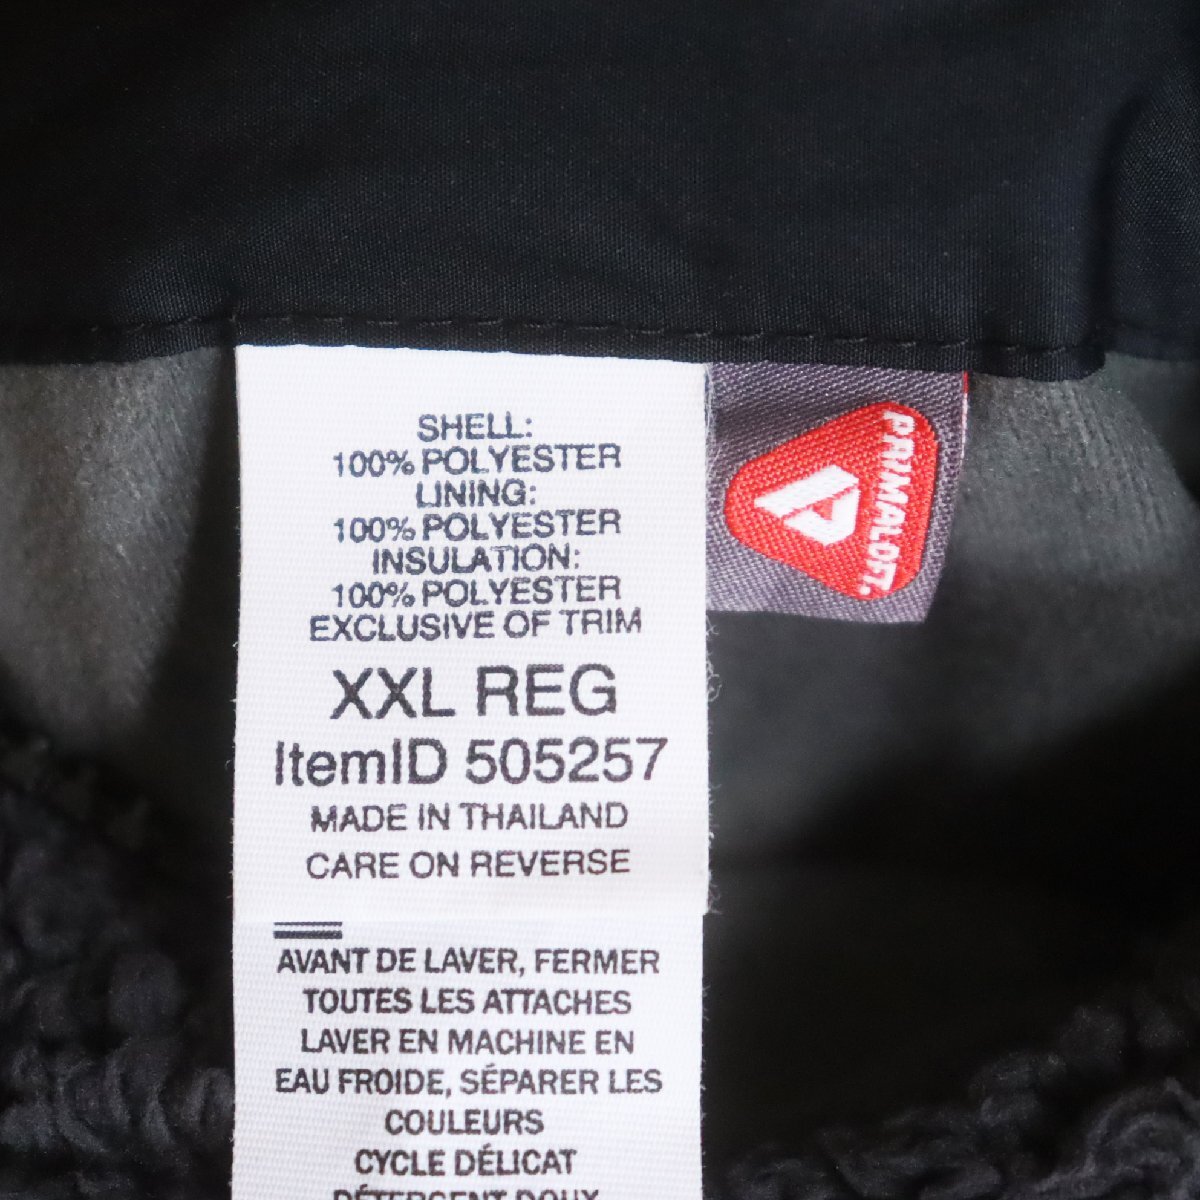 SHELL:
100% POLYESTER
LINING:
100% POLYESTER
INSULATION:
100% POLYESTER
EXCLUSIVE OF TRIM
XXL REG
ItemID 505257
MADE IN THAILAND
CARE ON REVERSE
AVANT DE LAVER, FERMER
TOUTES LES ATTACHES
LAVER EN MACHINE EN
EAU FROIDE, SÉPARER LES
COULEURS
CYCLE DÉLICAT
DÉTERGENT DOUX
PRIMALOFT.